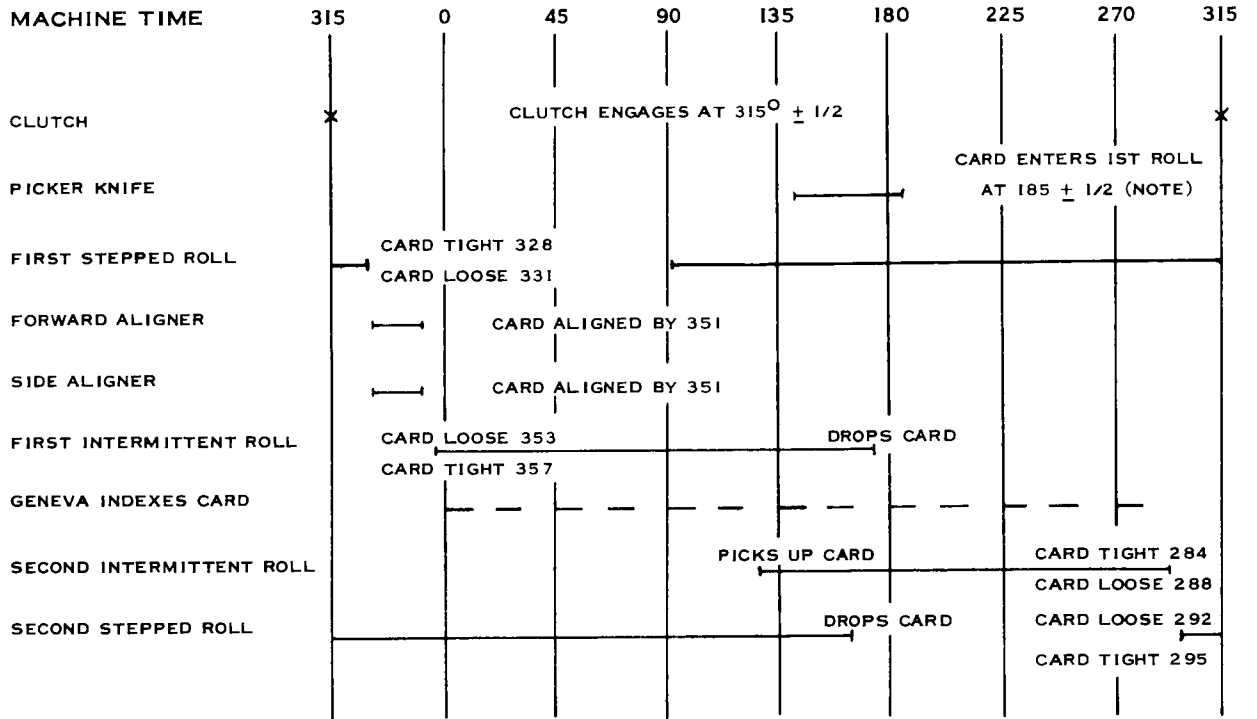 MACHINE TIME 315 0 45 90 135 180 225 270 315
CLUTCH CLUTCH ENGAGES AT 315° ± 1/2
CARD ENTERS 1ST ROLL
PICKER KNIFE AT 185 ± 1/2 (NOTE)
CARD TIGHT 328
FIRST STEPPED ROLL
CARD LOOSE 331
FORWARD ALIGNER CARD ALIGNED BY 351
SIDE ALIGNER CARD ALIGNED BY 351
FIRST INTERMITTENT ROLL CARD LOOSE 353 DROPS CARD
CARD TIGHT 357
GENEVA INDEXES CARD
PICKS UP CARD CARD TIGHT 284
SECOND INTERMITTENT ROLL
CARD LOOSE 288
SECOND STEPPED ROLL DROPS CARD CARD LOOSE 292
CARD TIGHT 295